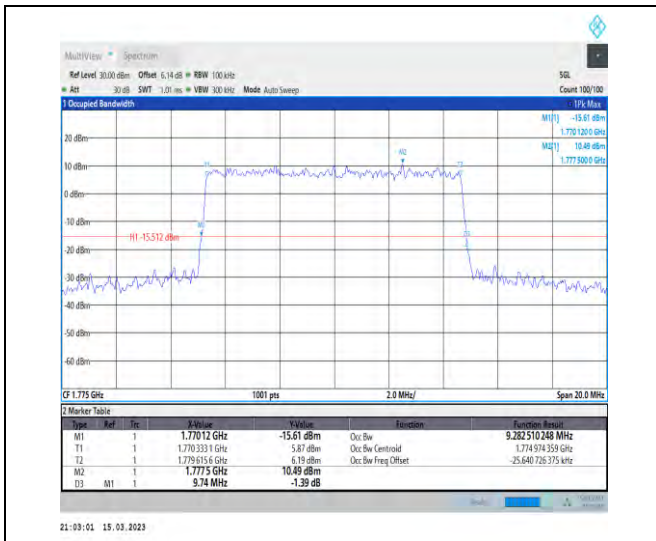 MultiView Spectrum
Ref Level 30.00 dBm Offset 6.14 dB RBW 100 kHz SGL
Att 30 dB SWT 1.01 ms VBW 300 kHz Mode Auto Sweep Count 100/100
1 Occupied Bandwidth 1Pk Max
M1[1] -15.61 dBm
1.770 120 0 GHz
M2[1] 10.49 dBm
1.777 500 0 GHz
20 dBm
M2
T1 T2
10 dBm
0 dBm
-10 dBm
M1
H1 -15.512 dBm
D3
-20 dBm
-30 dBm
-40 dBm
-50 dBm
-60 dBm
CF 1.775 GHz 1001 pts 2.0 MHz/ Span 20.0 MHz
2 Marker Table
Type Ref Trc X-Value Y-Value Function Function Result
M1 1 1.77012 GHz -15.61 dBm Occ Bw 9.282 510 248 MHz
T1 1 1.770 333 1 GHz 5.87 dBm Occ Bw Centroid 1.774 974 359 GHz
T2 1 1.779 615 6 GHz 6.19 dBm Occ Bw Freq Offset -25.640 726 375 kHz
M2 1 1.7775 GHz 10.49 dBm
D3 M1 1 9.74 MHz -1.39 dB
21:03:01 15.03.2023